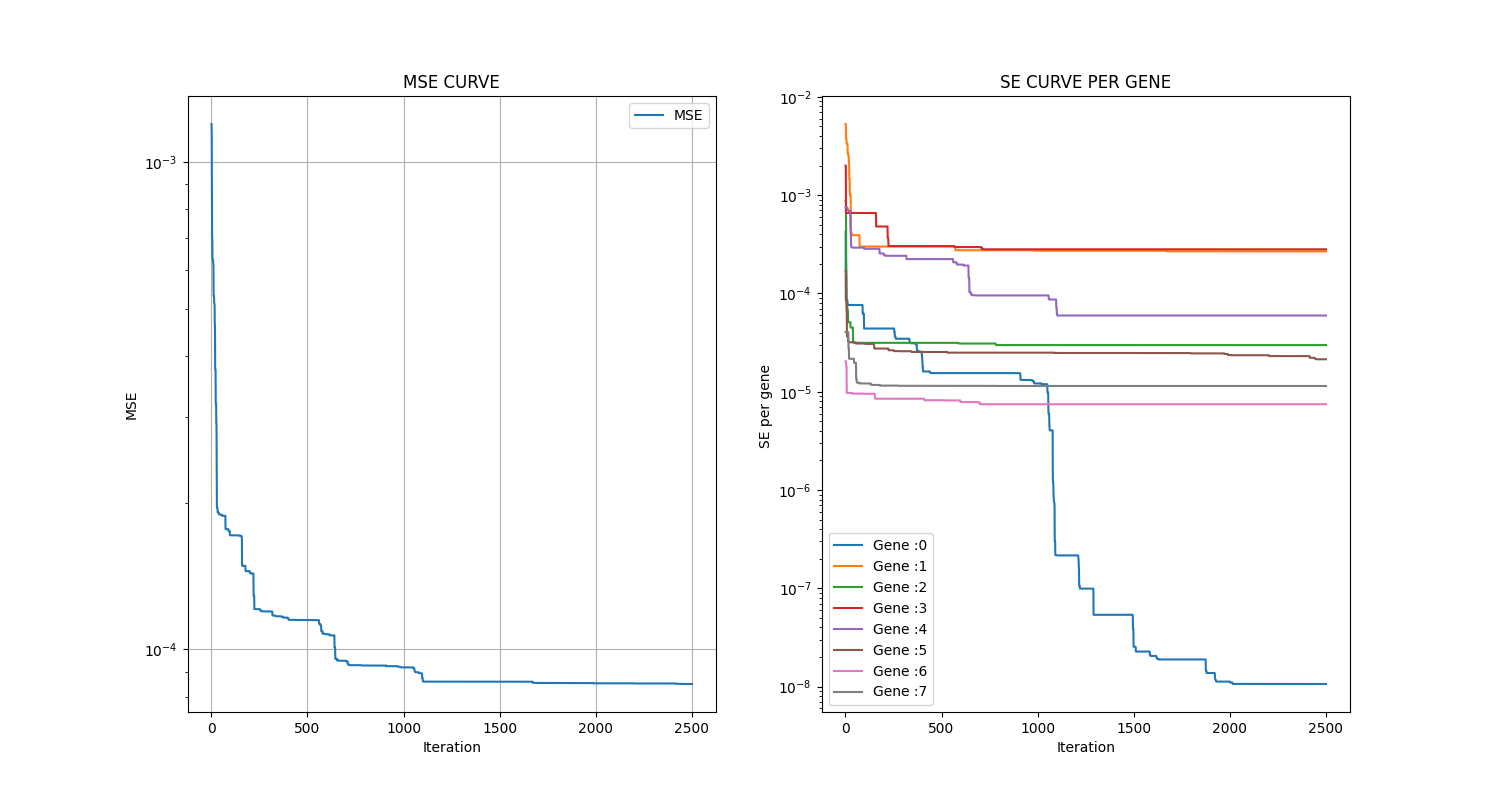 MSE CURVE
MSE
10⁻³
10⁻⁴
MSE
0 500 1000 1500 2000 2500
Iteration
SE CURVE PER GENE
10⁻²
10⁻³
10⁻⁴
10⁻⁵
10⁻⁶
10⁻⁷
10⁻⁸
SE per gene
Gene :0
Gene :1
Gene :2
Gene :3
Gene :4
Gene :5
Gene :6
Gene :7
0 500 1000 1500 2000 2500
Iteration